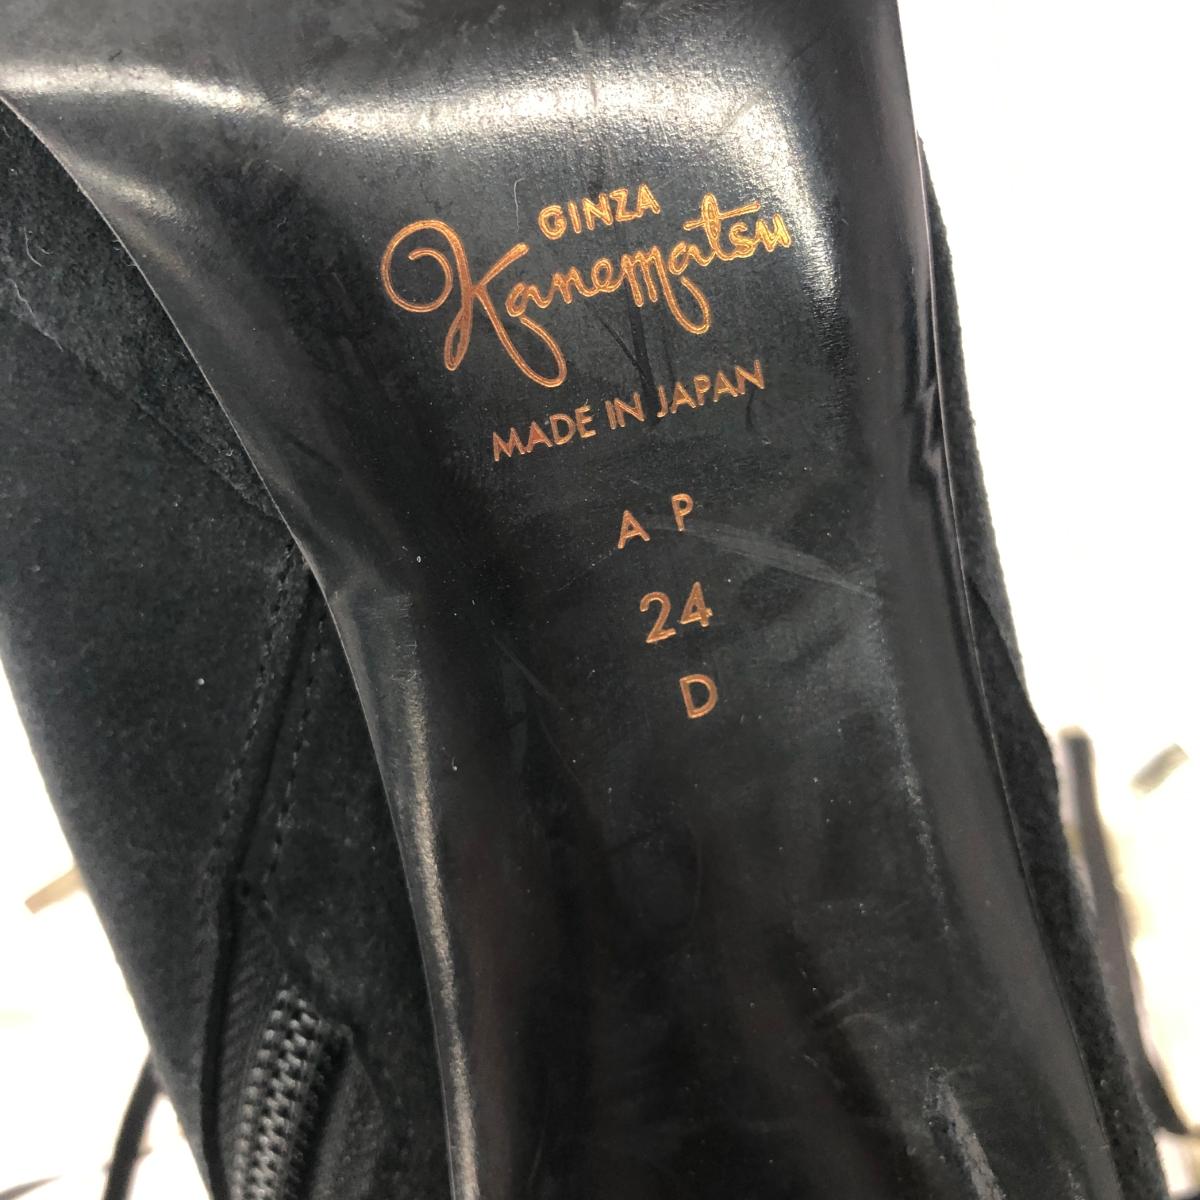 GINZA
Kanematsu
MADE IN JAPAN
A P
24
D